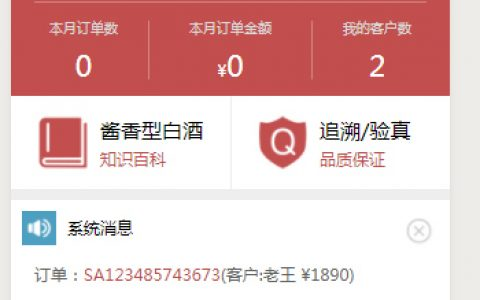 本月订单数 本月订单金额 我的客户数
0 ¥0 2
酱香型白酒 追溯/验真
知识百科 品质保证
系统消息
订单：SA123485743673(客户:老王 ¥1890)